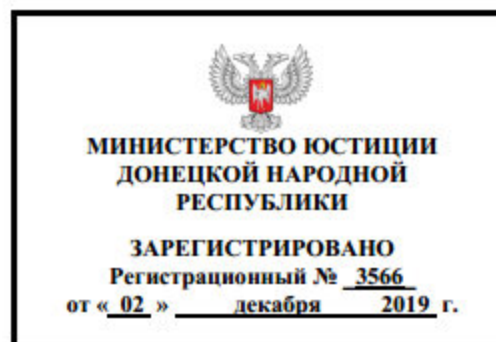 МИНИСТЕРСТВО ЮСТИЦИИ
ДОНЕЦКОЙ НАРОДНОЙ
РЕСПУБЛИКИ
ЗАРЕГИСТРИРОВАНО
Регистрационный № 3566
от « 02 » декабря 2019 г.